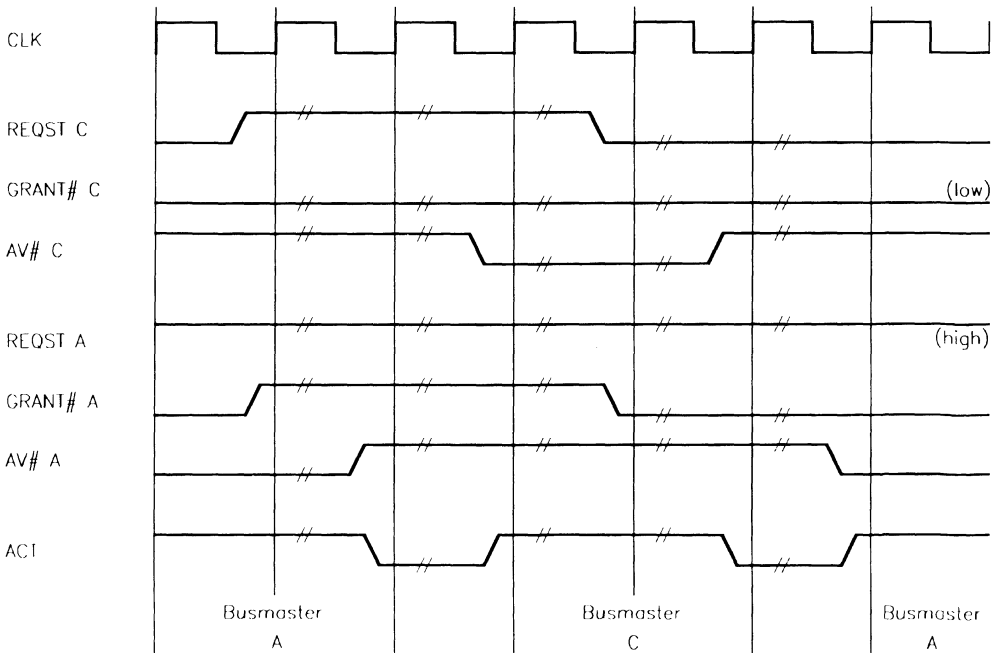 CLK
REQST C
GRANT# C
(low)
AV# C
REQST A
(high)
GRANT# A
AV# A
ACT
Busmaster A
Busmaster C
Busmaster A